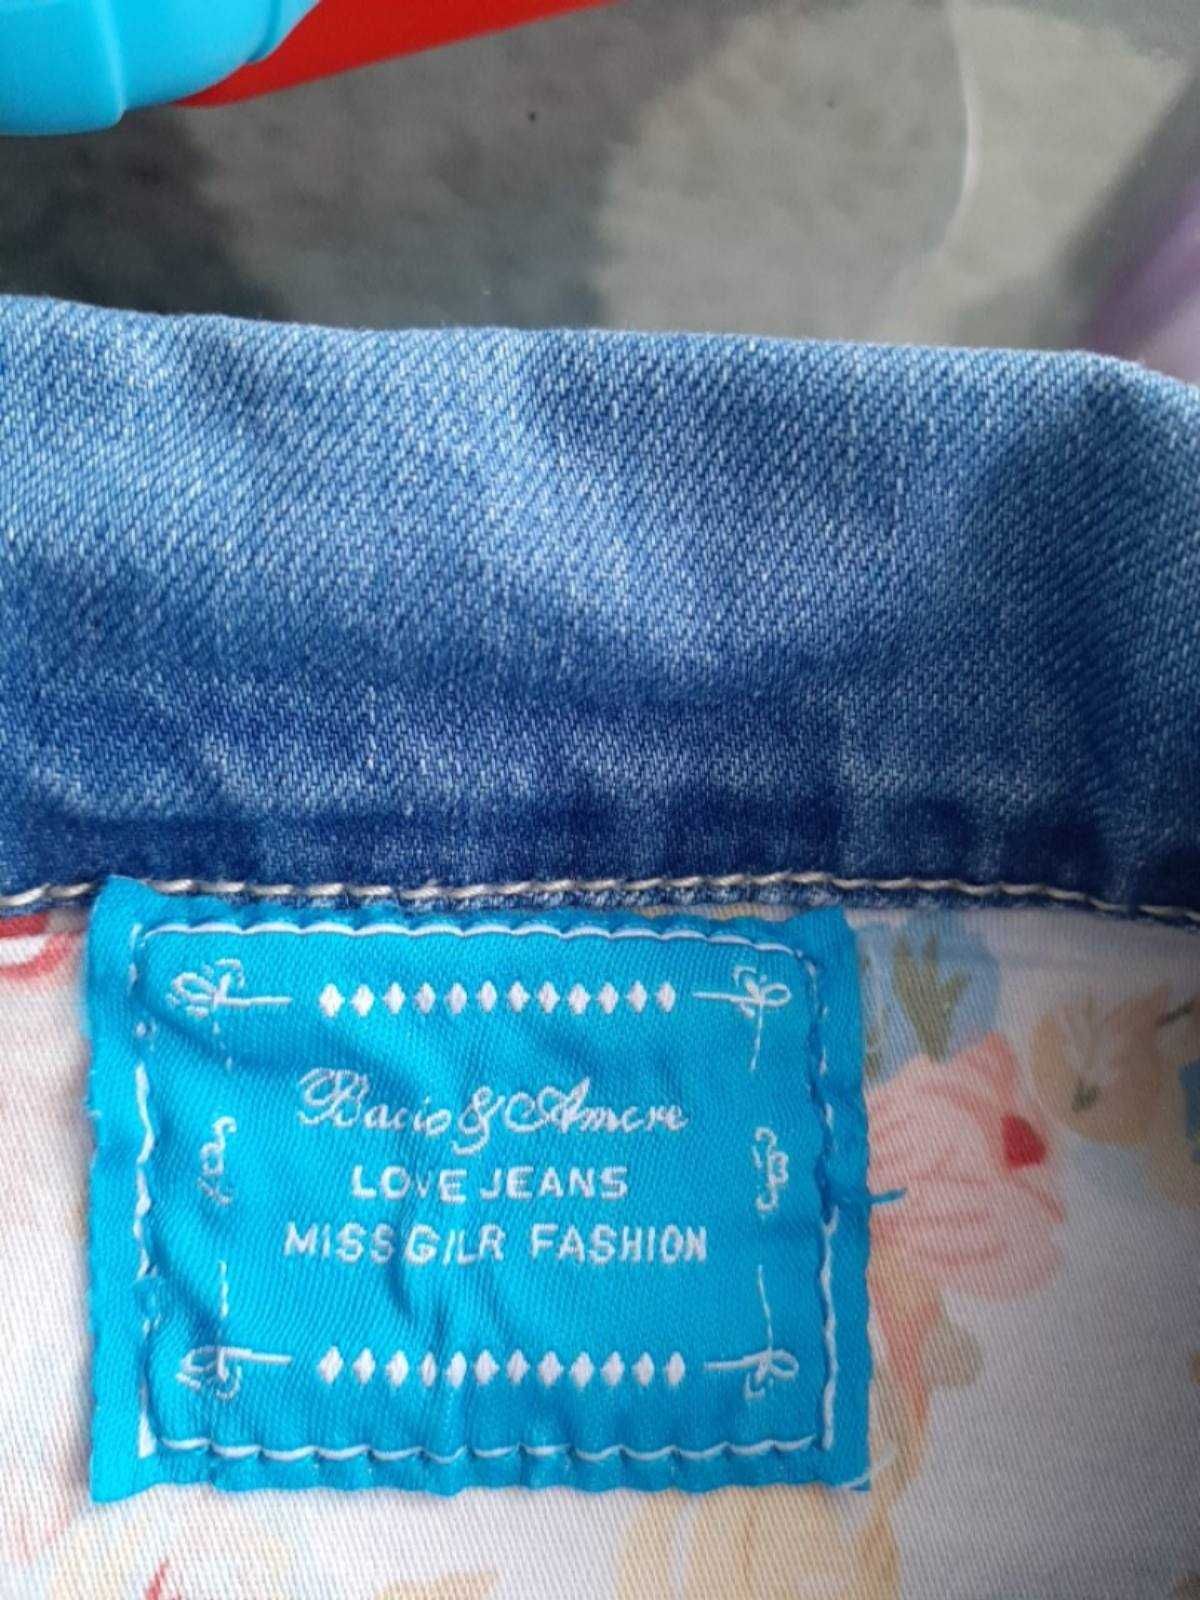 Bacio & Amore
LOVE JEANS
MISS GILR FASHION